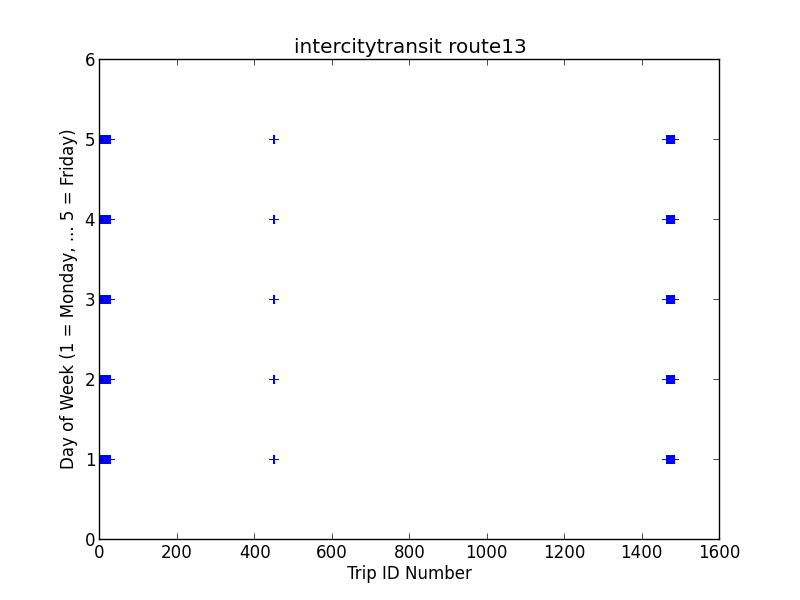 intercitytransit route13
6
5
4
3
2
1
0
Day of Week (1 = Monday, ... 5 = Friday)
0 200 400 600 800 1000 1200 1400 1600
Trip ID Number